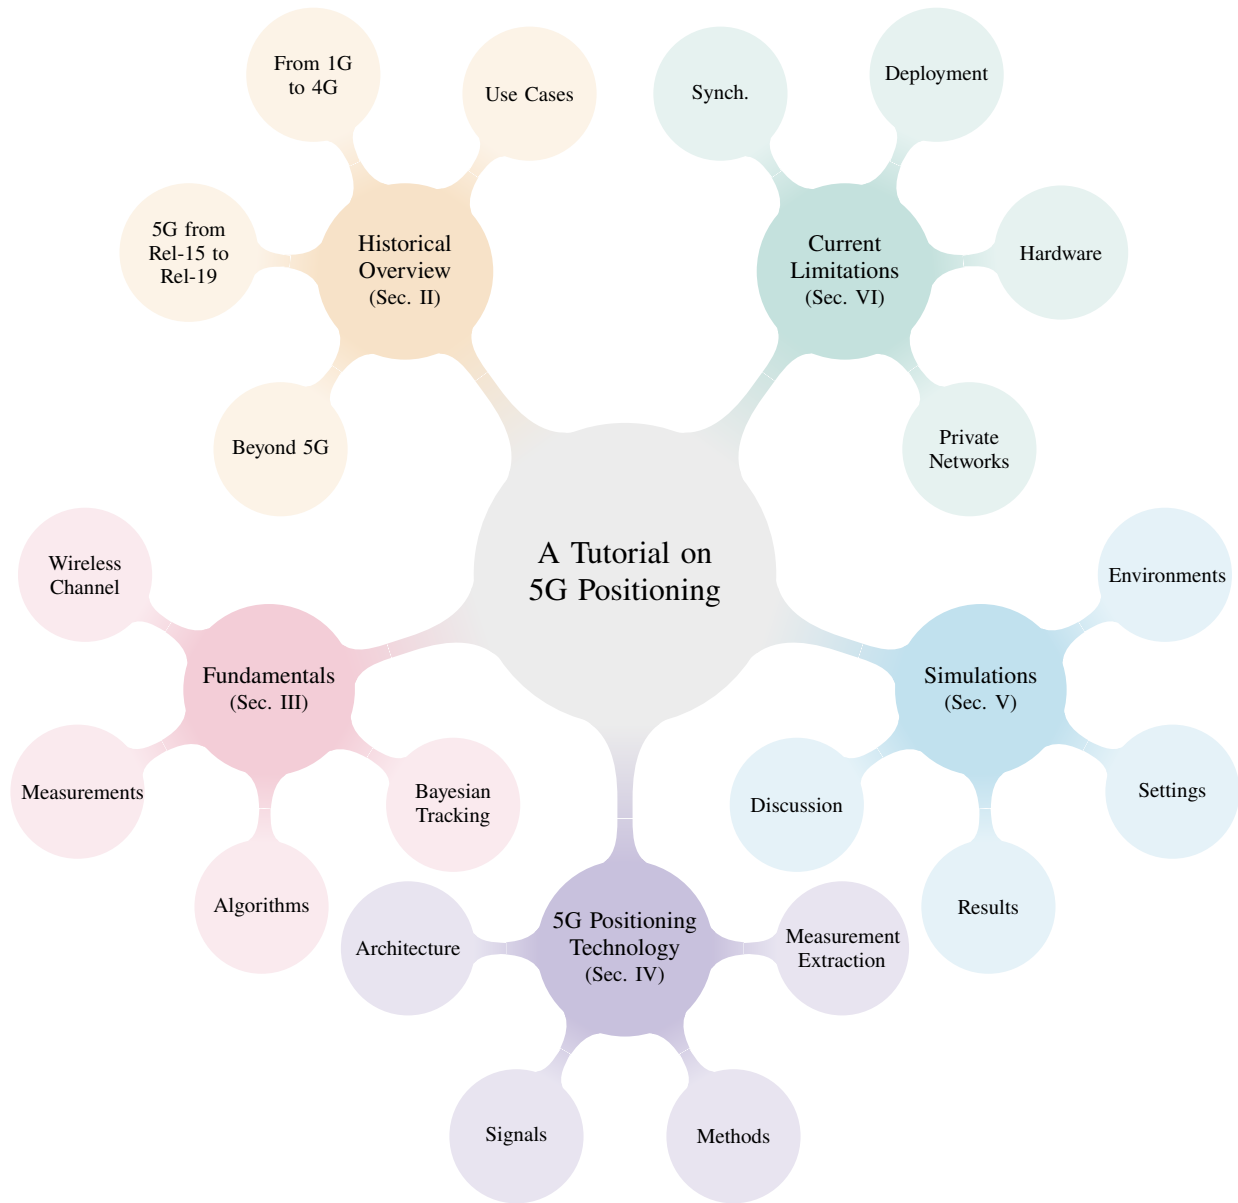 From 1G
to 4G
Use Cases
5G from
Rel-15 to
Rel-19
Historical
Overview
(Sec. II)
Beyond 5G
Synch.
Deployment
Current
Limitations
(Sec. VI)
Hardware
Private
Networks
A Tutorial on
5G Positioning
Wireless
Channel
Fundamentals
(Sec. III)
Measurements
Algorithms
Bayesian
Tracking
Environments
Simulations
(Sec. V)
Settings
Discussion
Results
5G Positioning
Technology
(Sec. IV)
Architecture
Measurement
Extraction
Signals
Methods